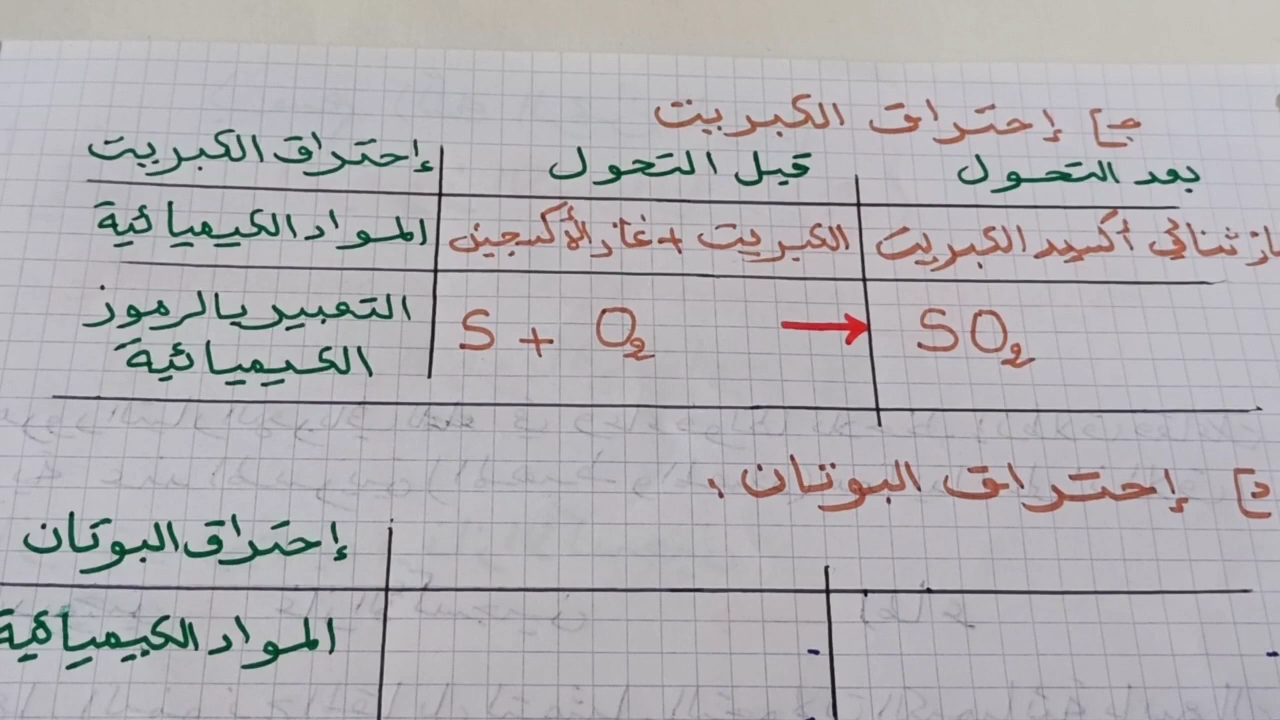 ج] إحتراق الكبريت
إحتراق الكبريت | قبل التحول | بعد التحول
المواد الكيميائية | الكبريت + غاز الأكسجين | ثنائي أكسيد الكبريت
التعبير بالرموز | S + O₂ → | SO₂
الكيميائية
د] إحتراق البوتان.
إحتراق البوتان
المواد الكيميائية